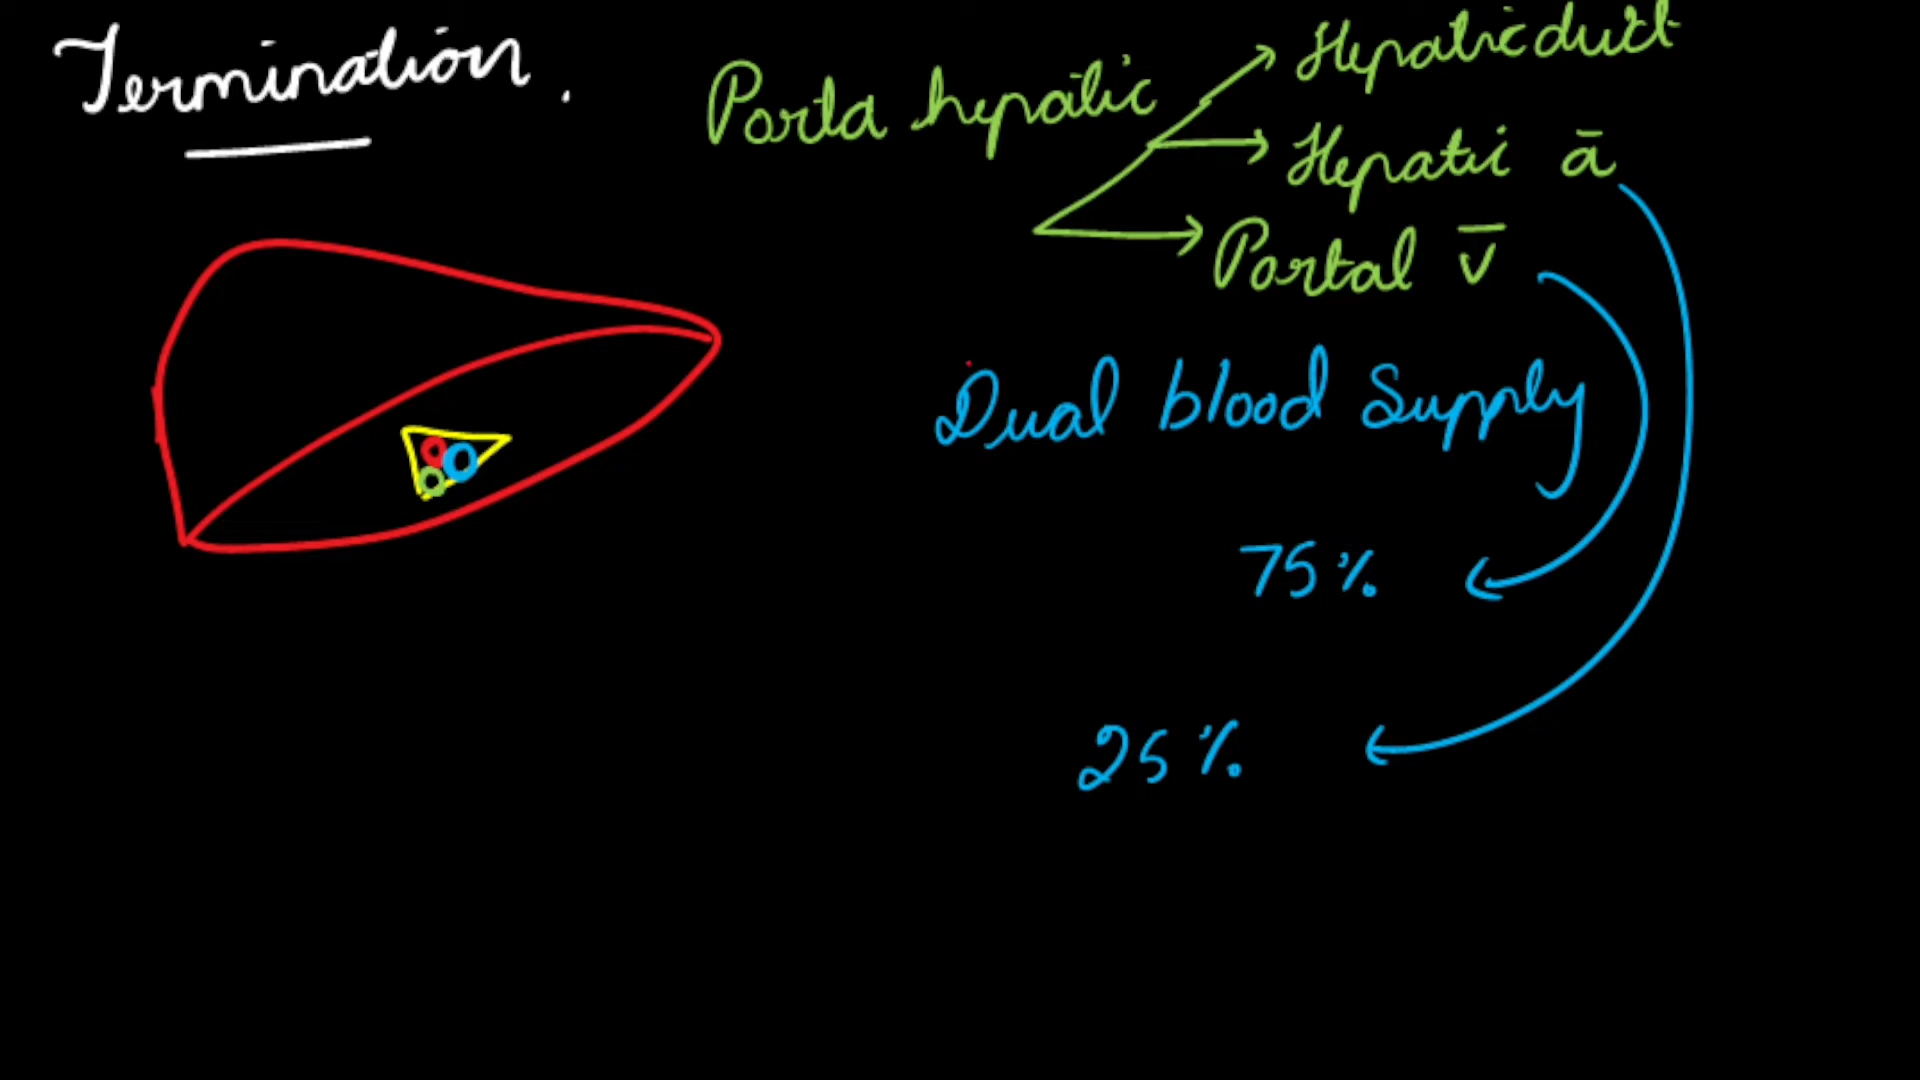 Termination.
Porta hepatic
Hepatic duct
Hepatic ā
Portal v̄
Dual blood supply
75%
25%